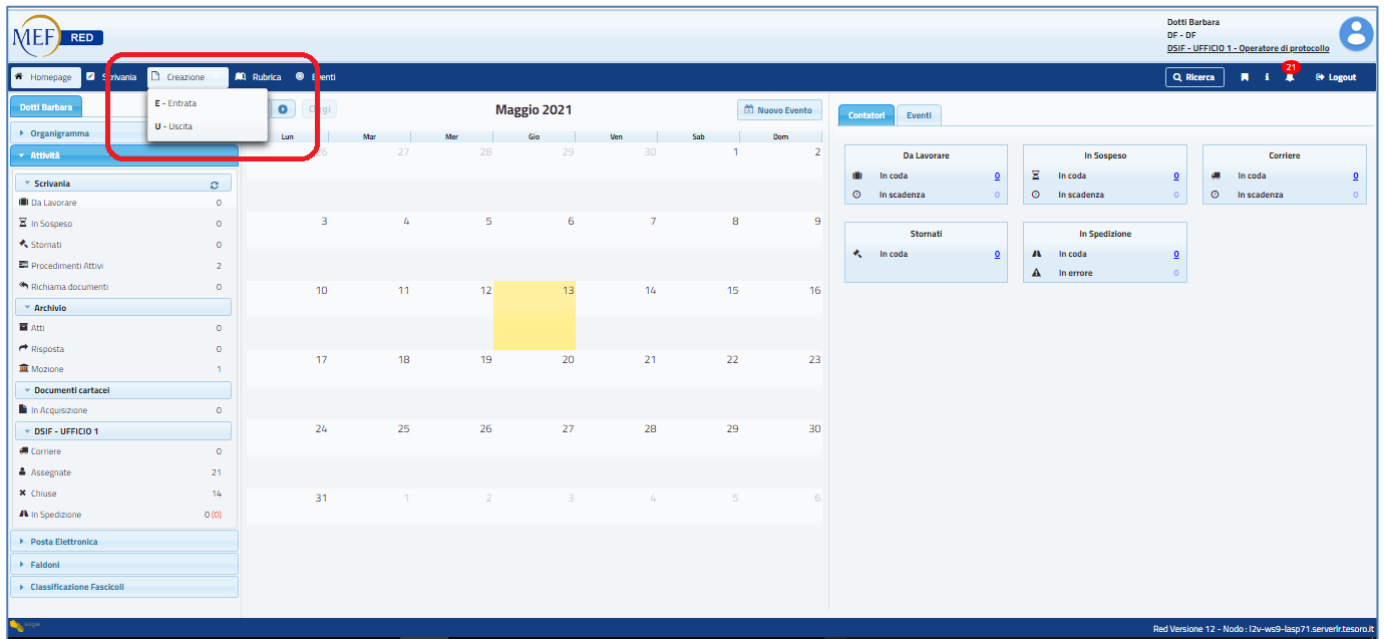 Dotti Barbara
DF - DF
DSIF - UFFICIO 1 - Operatore di protocollo
MEF RED
Homepage Scrivania Creazione Rubrica Eventi
Ricerca 21 Logout
E - Entrata
U - Uscita
Dotti Barbara
Organigramma
Attività
Scrivania
Da Lavorare 0
In Sospeso 0
Stornati 0
Procedimenti Attivi 2
Richiama documenti 0
Archivio
Atti 0
Risposta 0
Mozione 1
Documenti cartacei
In Acquisizione 0
DSIF - UFFICIO 1
Corriere 0
Assegnate 21
Chiuse 14
In Spedizione 0 (0)
Posta Elettronica
Faldoni
Classificazione Fascicoli
Oggi Maggio 2021 Nuovo Evento
Lun Mar Mer Gio Ven Sab Dom
26 27 28 29 30 1 2
3 4 5 6 7 8 9
10 11 12 13 14 15 16
17 18 19 20 21 22 23
24 25 26 27 28 29 30
31 1 2 3 4 5 6
Contatori Eventi
Da Lavorare
In coda 0
In scadenza 0
In Sospeso
In coda 0
In scadenza 0
Corriere
In coda 0
In scadenza 0
Stornati
In coda 0
In Spedizione
In coda 0
In errore 0
Red Versione 12 - Nodo : l2v-ws9-lasp71.serverlr.tesoro.it